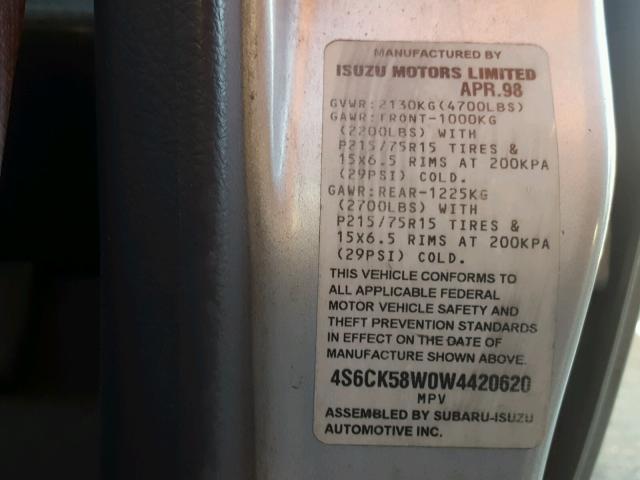 MANUFACTURED BY
ISUZU MOTORS LIMITED
APR.98
GVWR:2130KG(4700LBS)
GAWR:FRONT-1000KG
(2200LBS) WITH
P215/75R15 TIRES &
15X6.5 RIMS AT 200KPA
(29PSI) COLD.
GAWR:REAR-1225KG
(2700LBS) WITH
P215/75R15 TIRES &
15X6.5 RIMS AT 200KPA
(29PSI) COLD.
THIS VEHICLE CONFORMS TO
ALL APPLICABLE FEDERAL
MOTOR VEHICLE SAFETY AND
THEFT PREVENTION STANDARDS
IN EFFECT ON THE DATE OF
MANUFACTURE SHOWN ABOVE.
4S6CK58W0W4420620
MPV
ASSEMBLED BY SUBARU-ISUZU
AUTOMOTIVE INC.